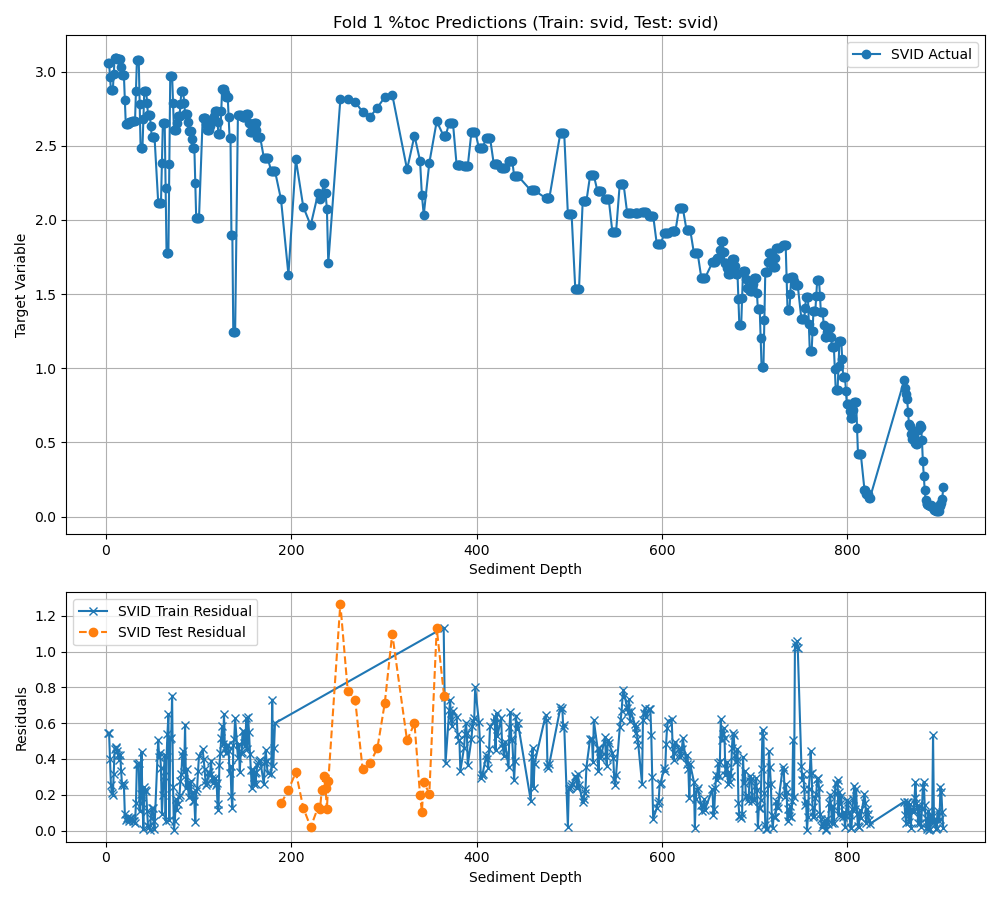 Fold 1 %toc Predictions (Train: svid, Test: svid)
SVID Actual
Target Variable
3.0
2.5
2.0
1.5
1.0
0.5
0.0
0 200 400 600 800
Sediment Depth
SVID Train Residual
SVID Test Residual
Residuals
1.2
1.0
0.8
0.6
0.4
0.2
0.0
0 200 400 600 800
Sediment Depth